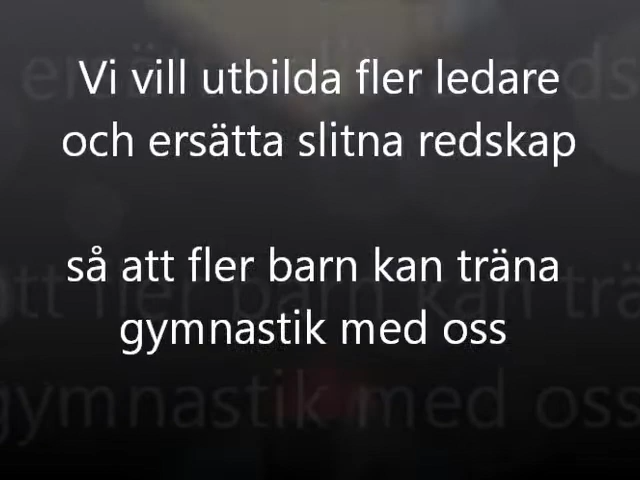 Vi vill utbilda fler ledare
och ersätta slitna redskap
så att fler barn kan träna
gymnastik med oss